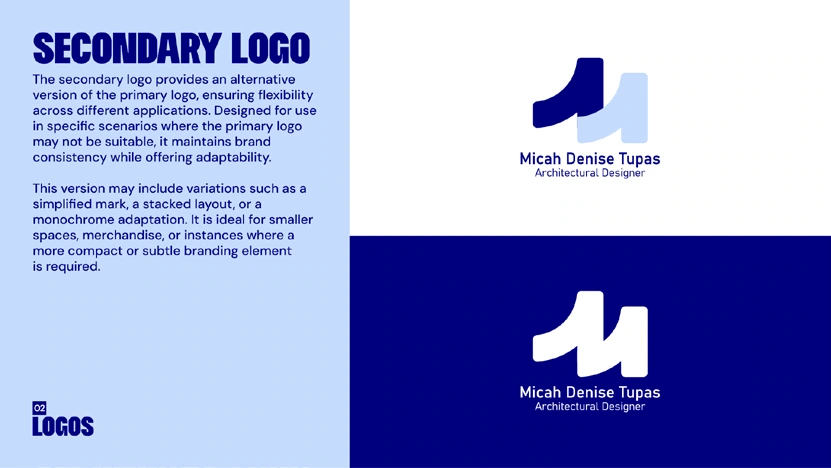 SECONDARY LOGO
The secondary logo provides an alternative
version of the primary logo, ensuring flexibility
across different applications. Designed for use
in specific scenarios where the primary logo
may not be suitable, it maintains brand
consistency while offering adaptability.
This version may include variations such as a
simplified mark, a stacked layout, or a
monochrome adaptation. It is ideal for smaller
spaces, merchandise, or instances where a
more compact or subtle branding element
is required.
02
LOGOS
Micah Denise Tupas
Architectural Designer
Micah Denise Tupas
Architectural Designer